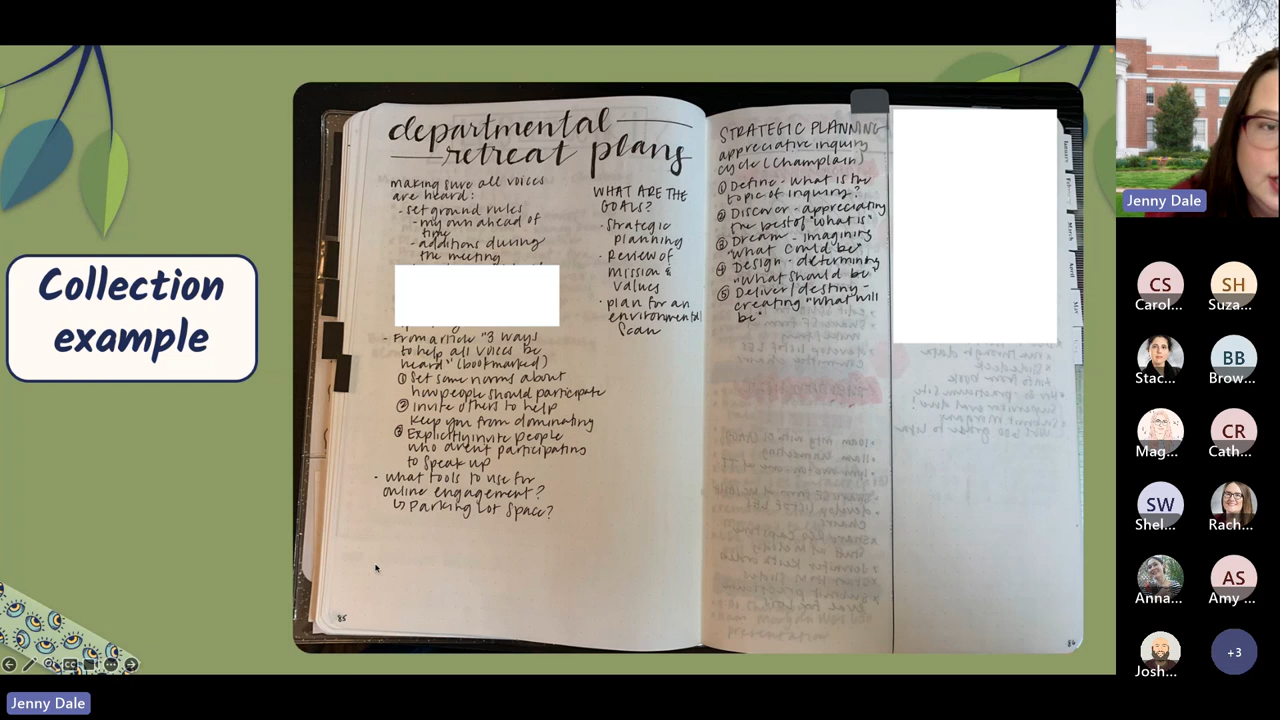 Collection
example
departmental
retreat plans
making sure all voices
are heard:
- set ground rules
- my own ahead of
time
- additions during
the meeting
- From article "3 ways
to help all voices be
heard" (bookmarked)
① Set some norms about
how people should participate
② invite others to help
keep you from dominating
③ Explicitly invite people
who arent participating
to speak up
- what tools to use for
online engagement?
↳ Parking Lot Space?
85
WHAT ARE THE
GOALS?
· Strategic
planning
· Review of
mission &
values
· plan for an
environmental
scan
STRATEGIC PLANNING
appreciative inquiry
cycle (Champlain)
① Define - what is the
topic of inquiry?
② Discover - appreciating
the best of "what is"
③ Dream - imagining
"what could be"
④ Design - determining
"what should be"
⑤ Deliver/destiny -
creating "what will
be"
86
January
March
April
May
Jenny Dale
CS
Carol...
SH
Suza...
Stac...
BB
Brow...
Mag...
CR
Cath...
SW
Shel...
Rach...
Anna...
AS
Amy ...
Josh...
+3
Jenny Dale